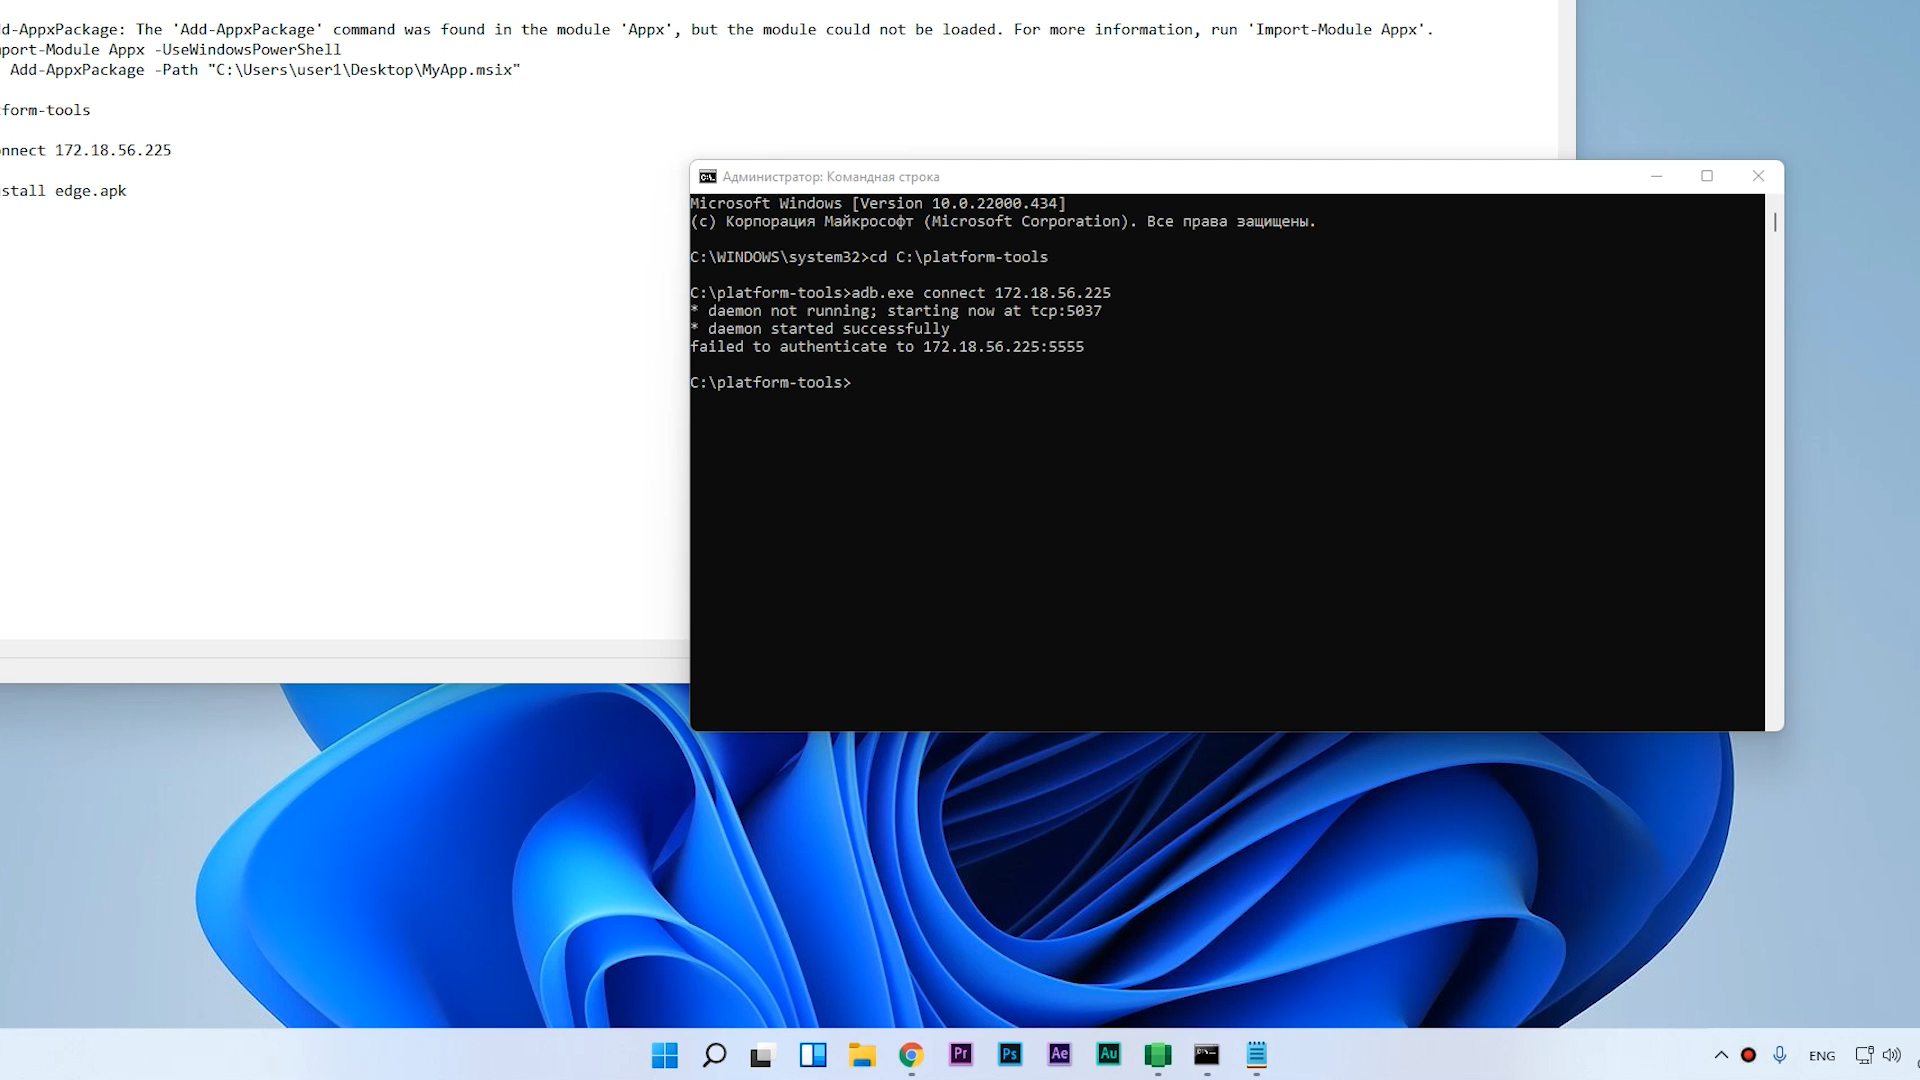 d-AppxPackage: The 'Add-AppxPackage' command was found in the module 'Appx', but the module could not be loaded. For more information, run 'Import-Module Appx'.
port-Module Appx -UseWindowsPowerShell
Add-AppxPackage -Path "C:\Users\user1\Desktop\MyApp.msix"
form-tools
nnect 172.18.56.225
stall edge.apk
Администратор: Командная строка
Microsoft Windows [Version 10.0.22000.434]
(c) Корпорация Майкрософт (Microsoft Corporation). Все права защищены.
C:\WINDOWS\system32>cd C:\platform-tools
C:\platform-tools>adb.exe connect 172.18.56.225
* daemon not running; starting now at tcp:5037
* daemon started successfully
failed to authenticate to 172.18.56.225:5555
C:\platform-tools>
Pr Ps Ae Au ENG